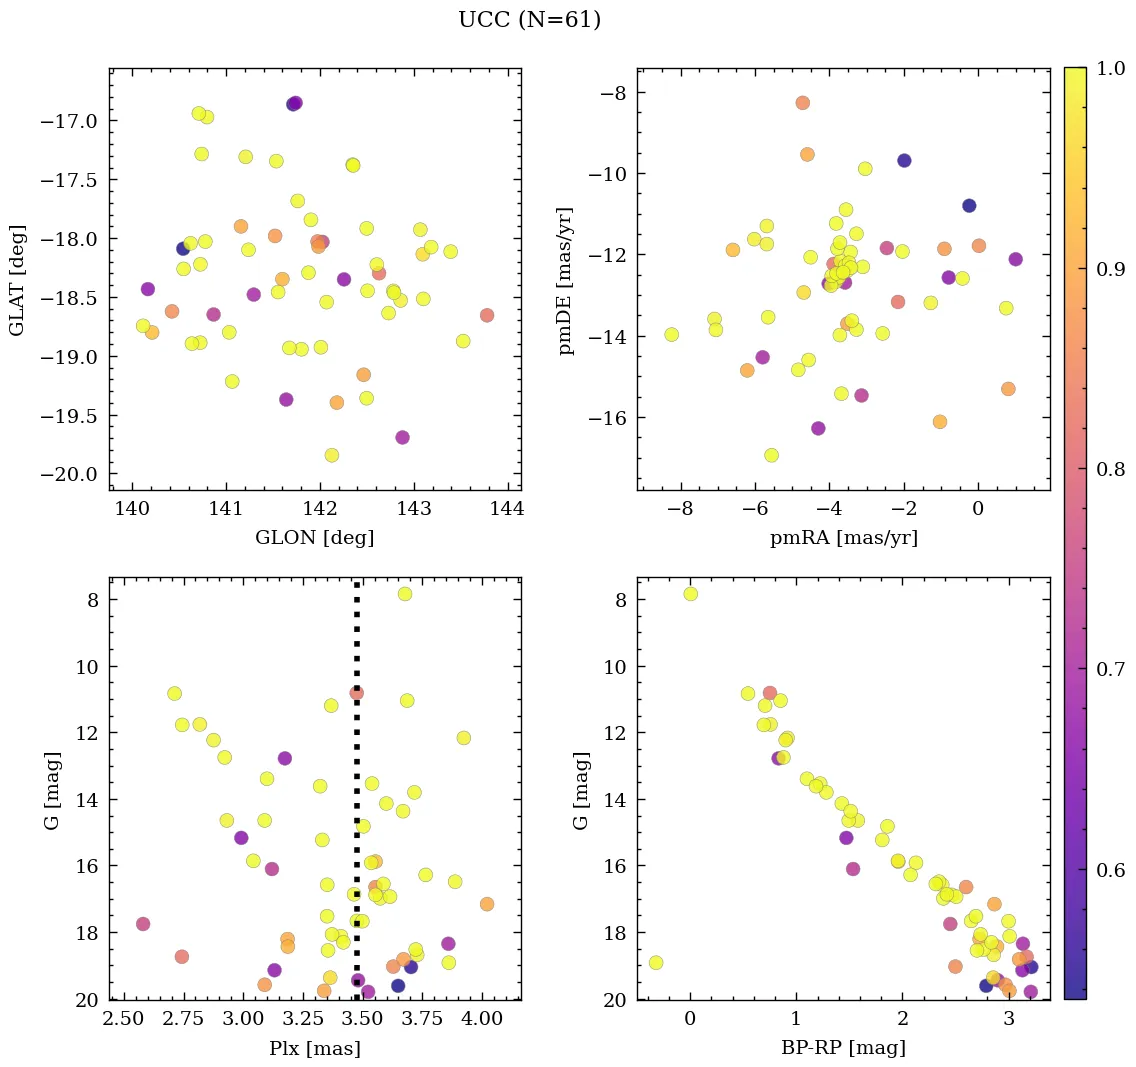 UCC (N=61)
−17.0
−17.5
−18.0
−18.5
−19.0
−19.5
−20.0
GLAT [deg]
140 141 142 143 144
GLON [deg]
−8
−10
−12
−14
−16
pmDE [mas/yr]
−8 −6 −4 −2 0
pmRA [mas/yr]
1.0
0.9
0.8
0.7
0.6
8
10
12
14
16
18
20
G [mag]
2.50 2.75 3.00 3.25 3.50 3.75 4.00
Plx [mas]
8
10
12
14
16
18
20
G [mag]
0 1 2 3
BP-RP [mag]